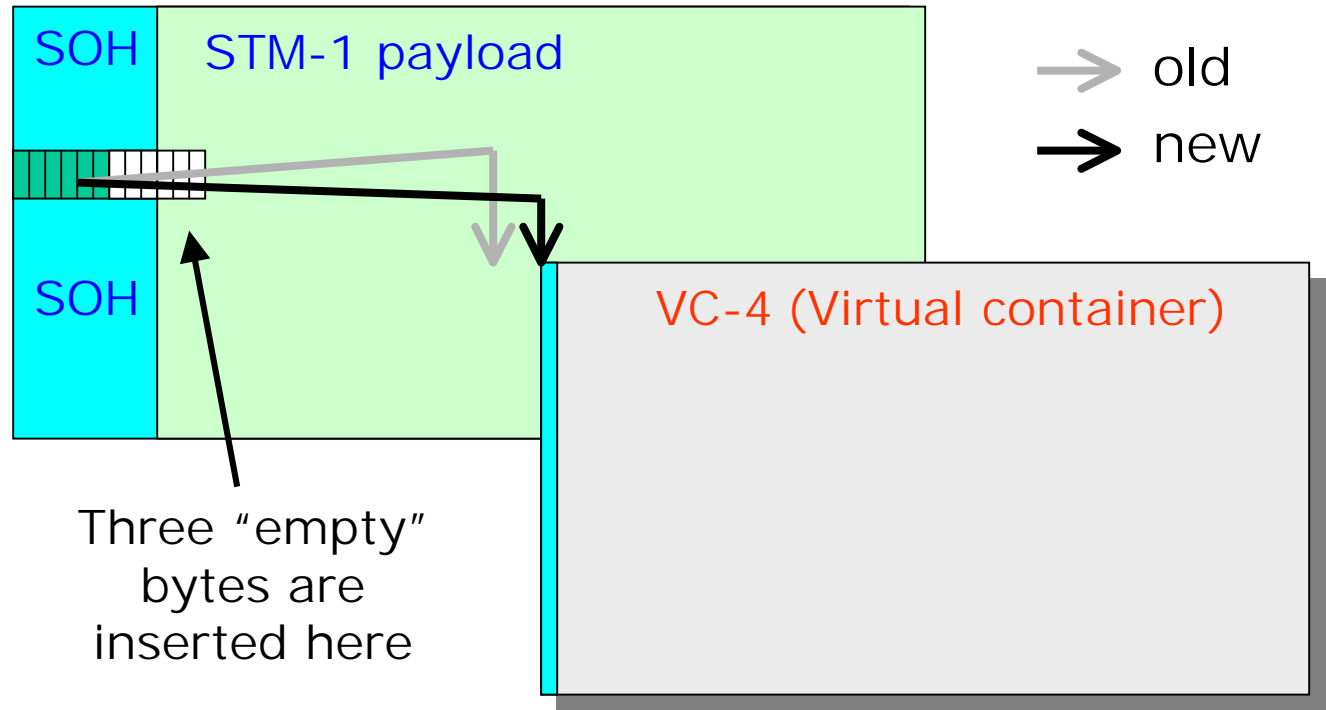 SOH
STM-1 payload
old
new
SOH
VC-4 (Virtual container)
Three “empty”
bytes are
inserted here